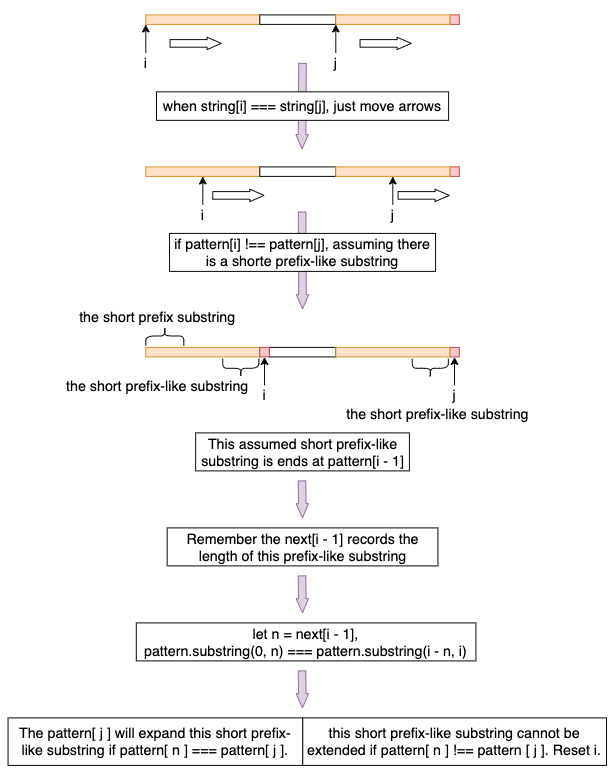 i
j
when string[i] === string[j], just move arrows
i
j
if pattern[i] !== pattern[j], assuming there
is a shorte prefix-like substring
the short prefix substring
the short prefix-like substring
i
j
the short prefix-like substring
This assumed short prefix-like
substring is ends at pattern[i - 1]
Remember the next[i - 1] records the
length of this prefix-like substring
let n = next[i - 1],
pattern.substring(0, n) === pattern.substring(i - n, i)
The pattern[ j ] will expand this short prefix-
like substring if pattern[ n ] === pattern[ j ].
this short prefix-like substring cannot be
extended if pattern[ n ] !== pattern [ j ]. Reset i.